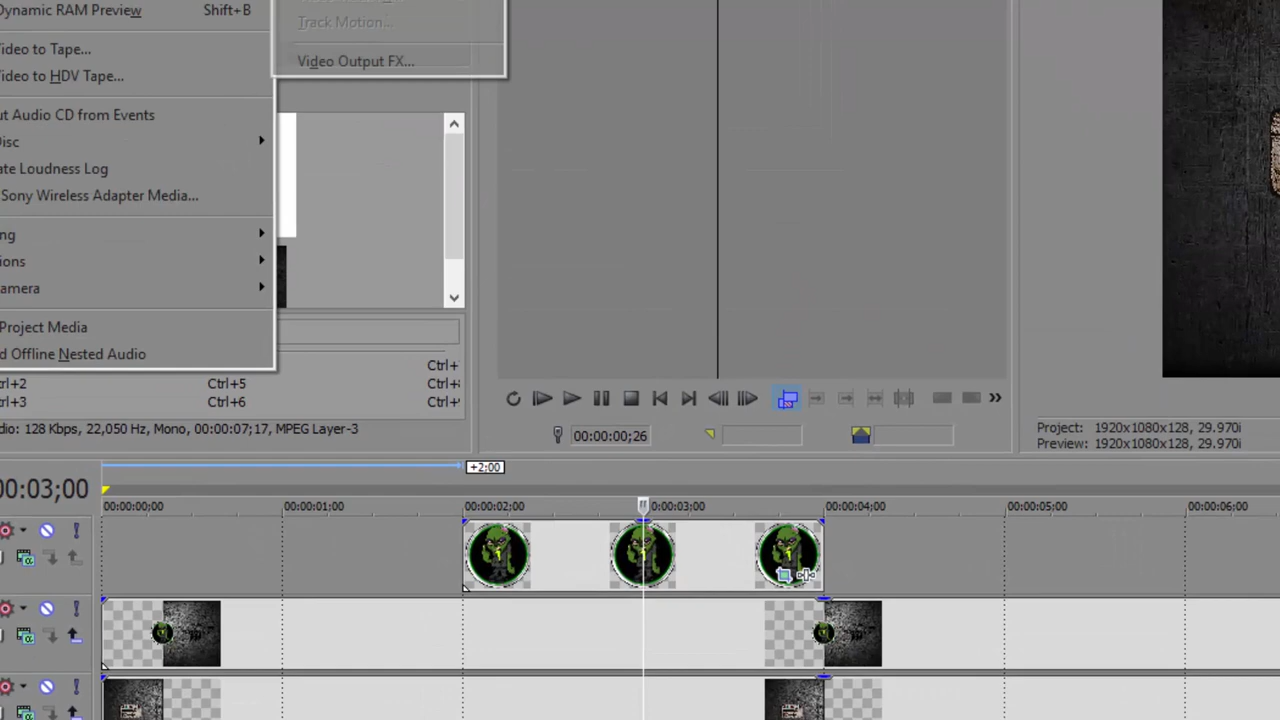 Dynamic RAM Preview Shift+B
Track Motion...
ideo to Tape...
Video Output FX...
ideo to HDV Tape...
ut Audio CD from Events
Disc
ate Loudness Log
Sony Wireless Adapter Media...
ng
ions
amera
Project Media
d Offline Nested Audio
Ctrl+
rl+2 Ctrl+5 Ctrl+
rl+3 Ctrl+6 Ctrl+
dio: 128 Kbps, 22,050 Hz, Mono, 00:00:07;17, MPEG Layer-3
00:00:00;26
Project: 1920x1080x128, 29.970i
Preview: 1920x1080x128, 29.970i
+2;00
00:03;00
00:00:00;00 00:00:01;00 00:00:02;00 0:00:03;00 00:00:04;00 00:00:05;00 00:00:06;00